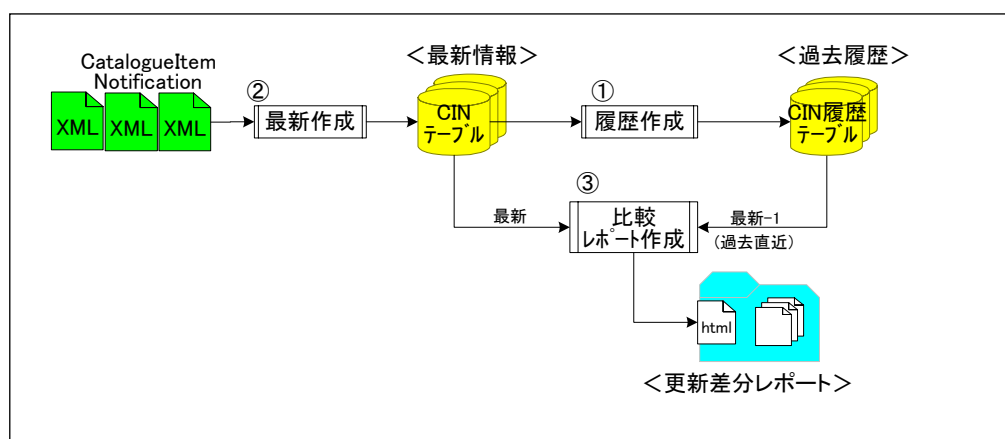 CatalogueItem
Notification
XML
XML
XML
②
最新作成
＜最新情報＞
CIN
テーブル
①
履歴作成
＜過去履歴＞
CIN履歴
テーブル
③
比較
レポート作成
最新
最新-1
(過去直近)
html
＜更新差分レポート＞